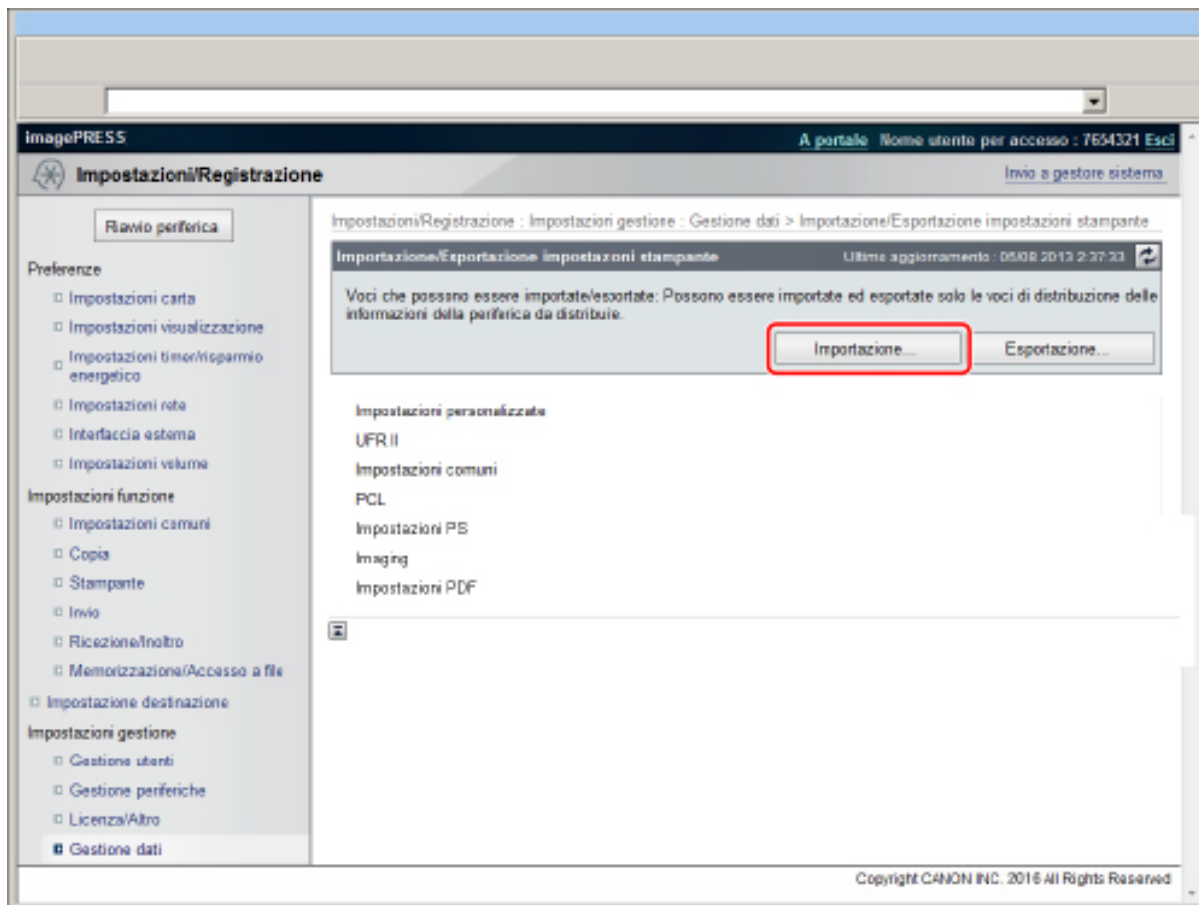 imagePRESS
A portale Nome utente per accesso : 7654321 Esci
Impostazioni/Registrazione
Invio a gestore sistema
Riavvio periferica
Preferenze
Impostazioni carta
Impostazioni visualizzazione
Impostazioni timer/risparmio
energetico
Impostazioni rete
Interfaccia esterna
Impostazioni volume
Impostazioni funzione
Impostazioni comuni
Copia
Stampante
Invio
Ricezione/Inoltro
Memorizzazione/Accesso a file
Impostazione destinazione
Impostazioni gestione
Gestione utenti
Gestione periferiche
Licenza/Altro
Gestione dati
Impostazioni/Registrazione : Impostazioni gestione : Gestione dati > Importazione/Esportazione impostazioni stampante
Importazione/Esportazione impostazoni stampante
Ultimo aggiornamento : 05/08 2013 2:37:33
Voci che possano essere importate/esportate: Possono essere importate ed esportate solo le voci di distribuzione delle
informazioni della periferica da distribuie.
Importazione...
Esportazione...
Impostazioni personalizzate
UFR II
Impostazioni comuni
PCL
Impostazioni PS
Imaging
Impostazioni PDF
Copyright CANON INC. 2016 All Rights Reserved